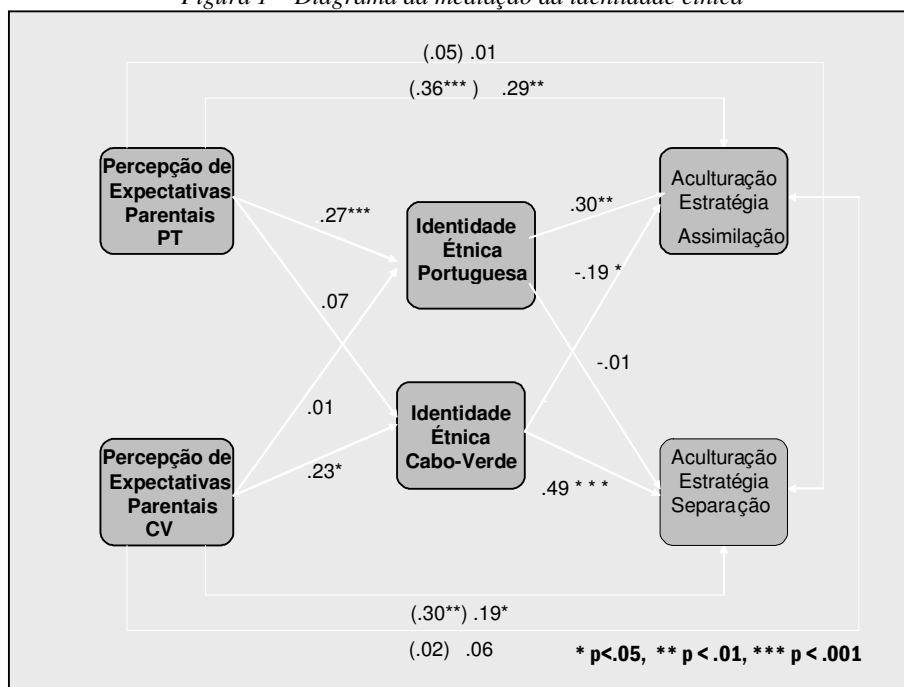 Figura 1 – Diagrama da mediação da identidade étnica
(.05) .01
(.36*** ) .29**
Percepção de
Expectativas
Parentais
PT
.27***
.07
Identidade
Étnica
Portuguesa
.30**
-.19 *
-.01
Aculturação
Estratégia
Assimilação
Percepção de
Expectativas
Parentais
CV
.01
.23*
Identidade
Étnica
Cabo-Verde
.49 * * *
Aculturação
Estratégia
Separação
(.30**) .19*
(.02) .06
* p<.05, ** p < .01, *** p < .001